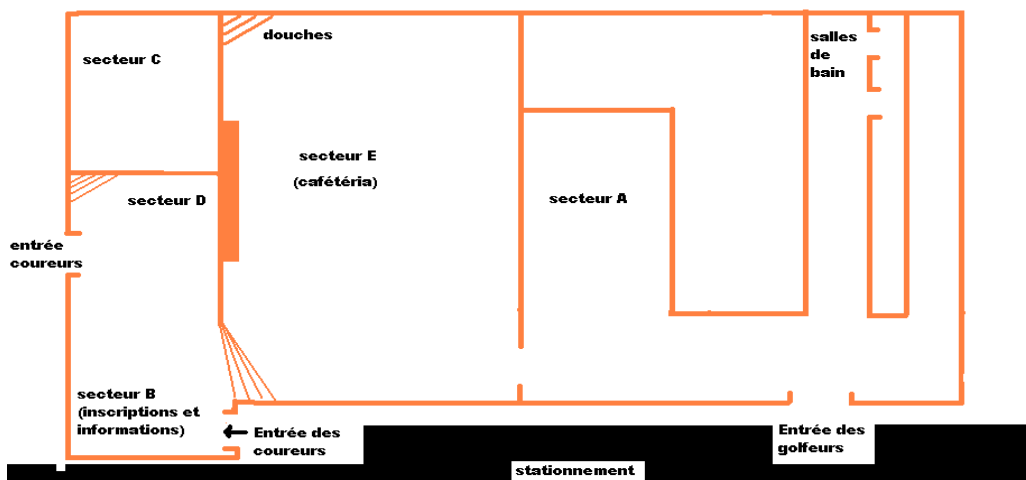 douches
salles
de
bain
secteur C
secteur E
(cafétéria)
secteur D
secteur A
entrée
coureurs
secteur B
(inscriptions et
informations)
Entrée des
coureurs
Entrée des
golfeurs
stationnement